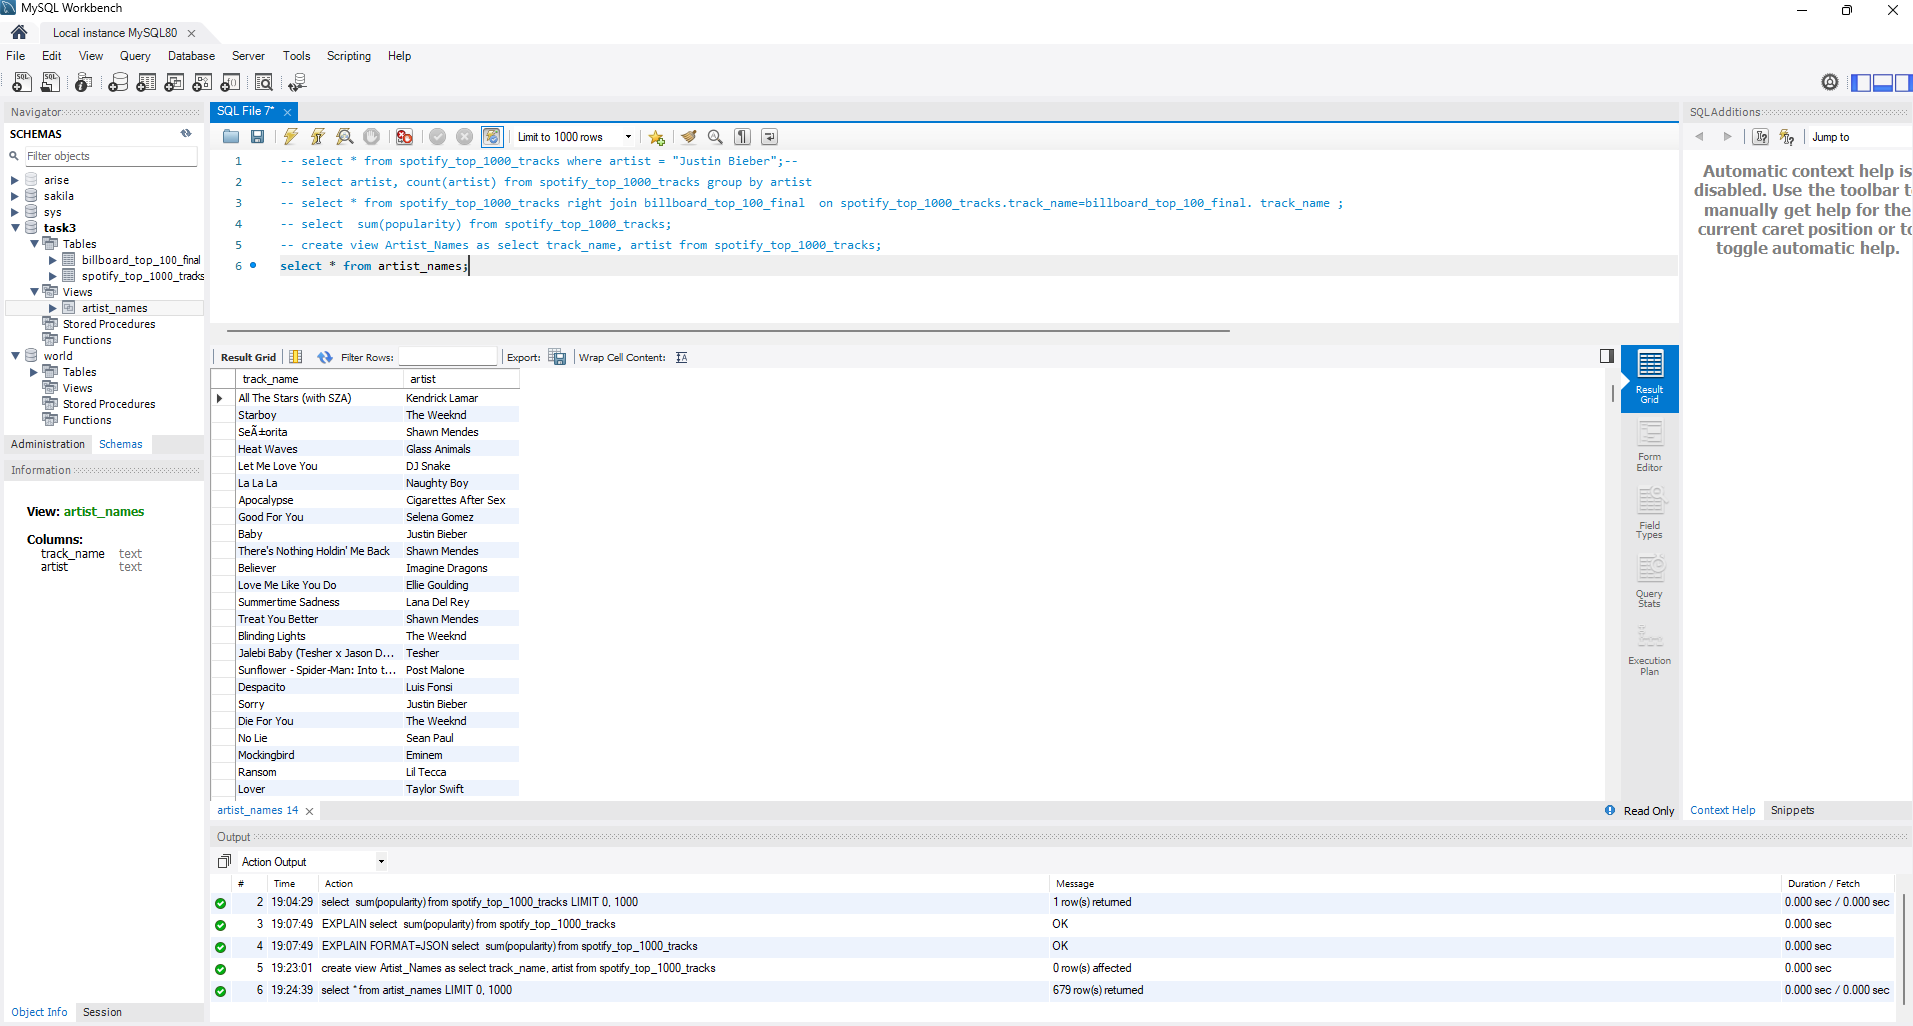 MySQL Workbench
Local instance MySQL80
File Edit View Query Database Server Tools Scripting Help
Navigator
SCHEMAS
Filter objects
arise
sakila
sys
task3
Tables
billboard_top_100_final
spotify_top_1000_tracks
Views
artist_names
Stored Procedures
Functions
world
Tables
Views
Stored Procedures
Functions
Administration Schemas
Information
View: artist_names
Columns:
track_name text
artist text
Object Info Session
SQL File 7*
Limit to 1000 rows
1 -- select * from spotify_top_1000_tracks where artist = "Justin Bieber";--
2 -- select artist, count(artist) from spotify_top_1000_tracks group by artist
3 -- select * from spotify_top_1000_tracks right join billboard_top_100_final  on spotify_top_1000_tracks.track_name=billboard_top_100_final. track_name ;
4 -- select  sum(popularity) from spotify_top_1000_tracks;
5 -- create view Artist_Names as select track_name, artist from spotify_top_1000_tracks;
6 select * from artist_names;
Result Grid Filter Rows: Export: Wrap Cell Content:
track_name artist
All The Stars (with SZA) Kendrick Lamar
Starboy The Weeknd
SeÃ±orita Shawn Mendes
Heat Waves Glass Animals
Let Me Love You DJ Snake
La La La Naughty Boy
Apocalypse Cigarettes After Sex
Good For You Selena Gomez
Baby Justin Bieber
There's Nothing Holdin' Me Back Shawn Mendes
Believer Imagine Dragons
Love Me Like You Do Ellie Goulding
Summertime Sadness Lana Del Rey
Treat You Better Shawn Mendes
Blinding Lights The Weeknd
Jalebi Baby (Tesher x Jason D... Tesher
Sunflower - Spider-Man: Into t... Post Malone
Despacito Luis Fonsi
Sorry Justin Bieber
Die For You The Weeknd
No Lie Sean Paul
Mockingbird Eminem
Ransom Lil Tecca
Lover Taylor Swift
Result
Grid
Form
Editor
Field
Types
Query
Stats
Execution
Plan
artist_names 14
Read Only
SQLAdditions
Jump to
Automatic context help is
disabled. Use the toolbar t
manually get help for the
current caret position or to
toggle automatic help.
Context Help Snippets
Output
Action Output
# Time Action Message Duration / Fetch
2 19:04:29 select  sum(popularity) from spotify_top_1000_tracks LIMIT 0, 1000 1 row(s) returned 0.000 sec / 0.000 sec
3 19:07:49 EXPLAIN select  sum(popularity) from spotify_top_1000_tracks OK 0.000 sec
4 19:07:49 EXPLAIN FORMAT=JSON select  sum(popularity) from spotify_top_1000_tracks OK 0.000 sec
5 19:23:01 create view Artist_Names as select track_name, artist from spotify_top_1000_tracks 0 row(s) affected 0.000 sec
6 19:24:39 select * from artist_names LIMIT 0, 1000 679 row(s) returned 0.000 sec / 0.000 sec